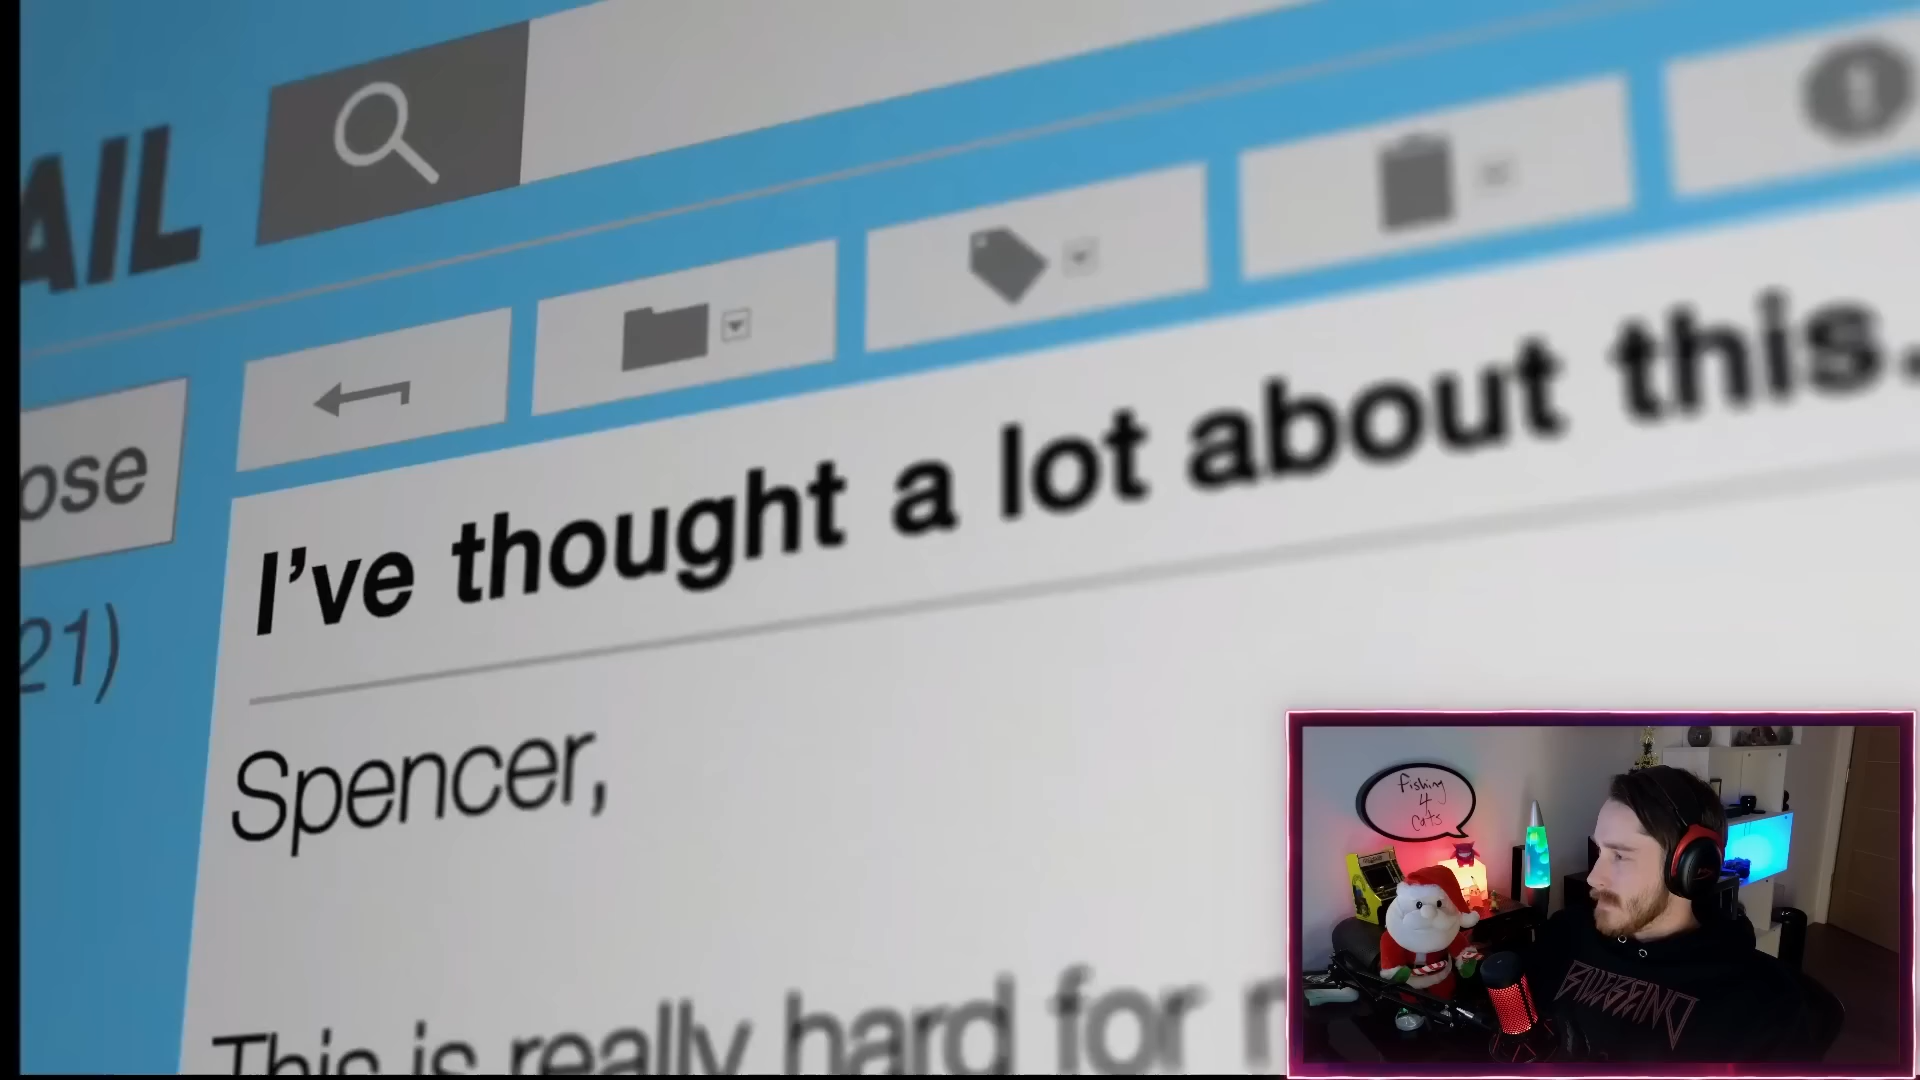 AIL
ose
21)
I've thought a lot about this.
Spencer,
This is really hard for
fishing
4
cats